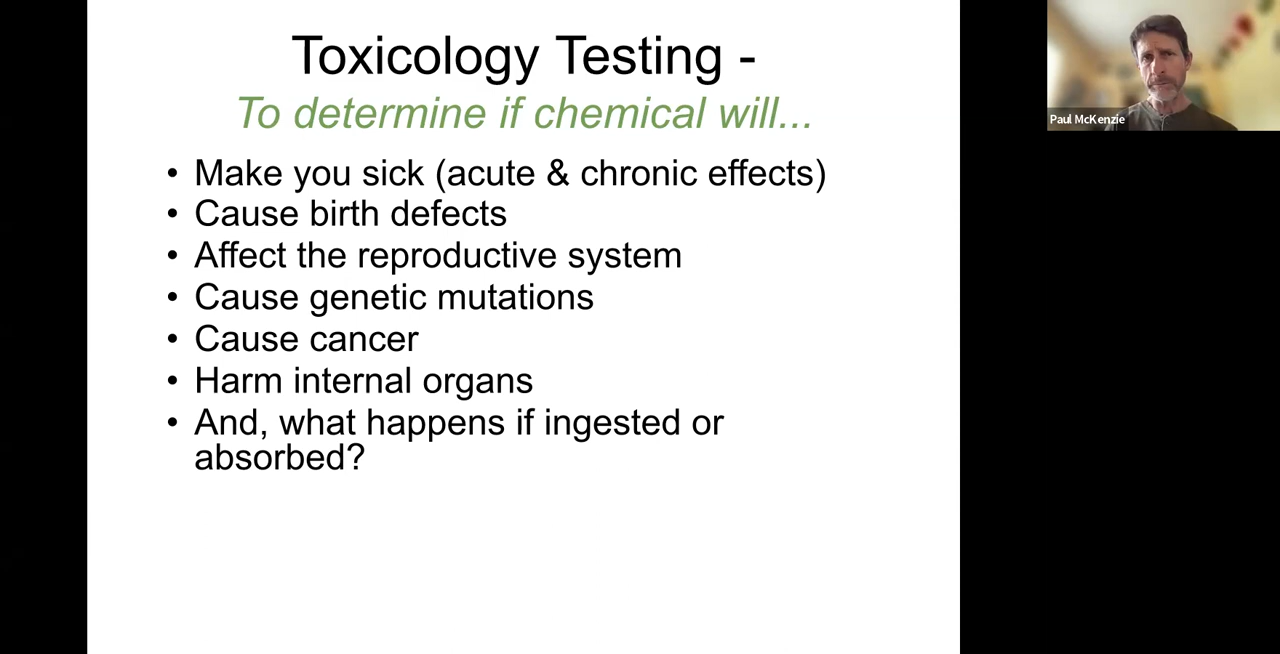 Toxicology Testing -
To determine if chemical will...
• Make you sick (acute & chronic effects)
• Cause birth defects
• Affect the reproductive system
• Cause genetic mutations
• Cause cancer
• Harm internal organs
• And, what happens if ingested or
absorbed?
Paul McKenzie